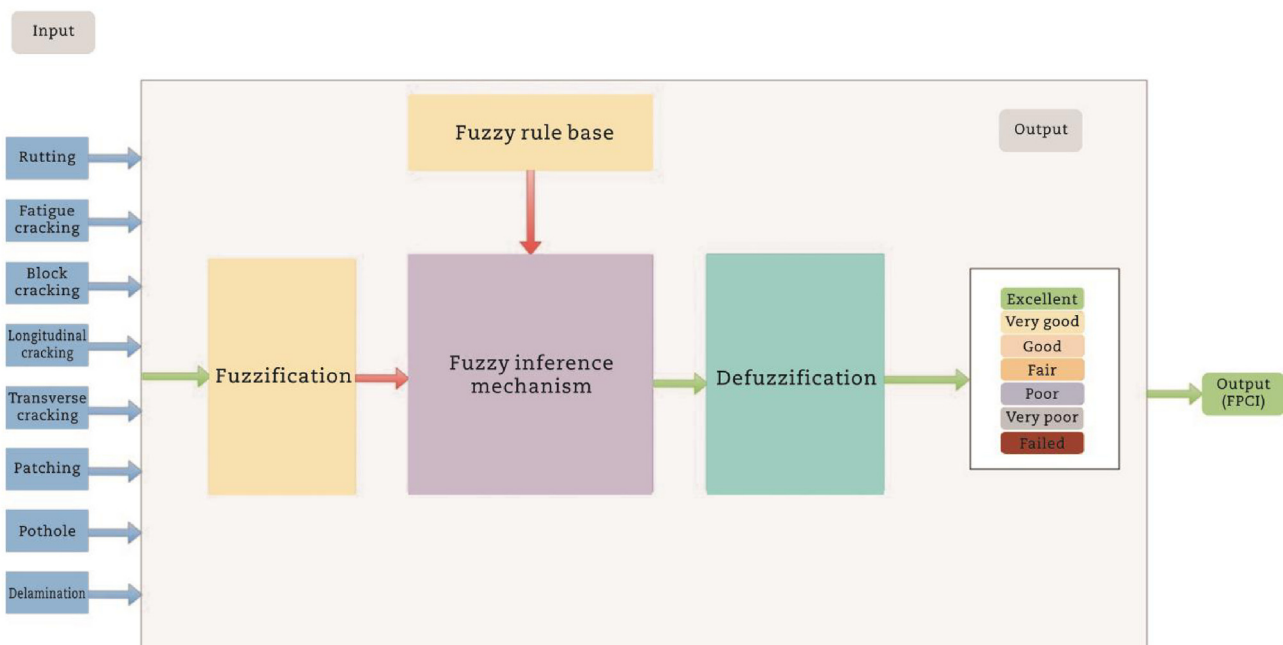 Input
Fuzzy rule base
Output
Rutting
Fatigue
cracking
Block
cracking
Longitudinal
cracking
Transverse
cracking
Patching
Pothole
Delamination
Fuzzification
Fuzzy inference
mechanism
Defuzzification
Excellent
Very good
Good
Fair
Poor
Very poor
Failed
Output
(FPCI)